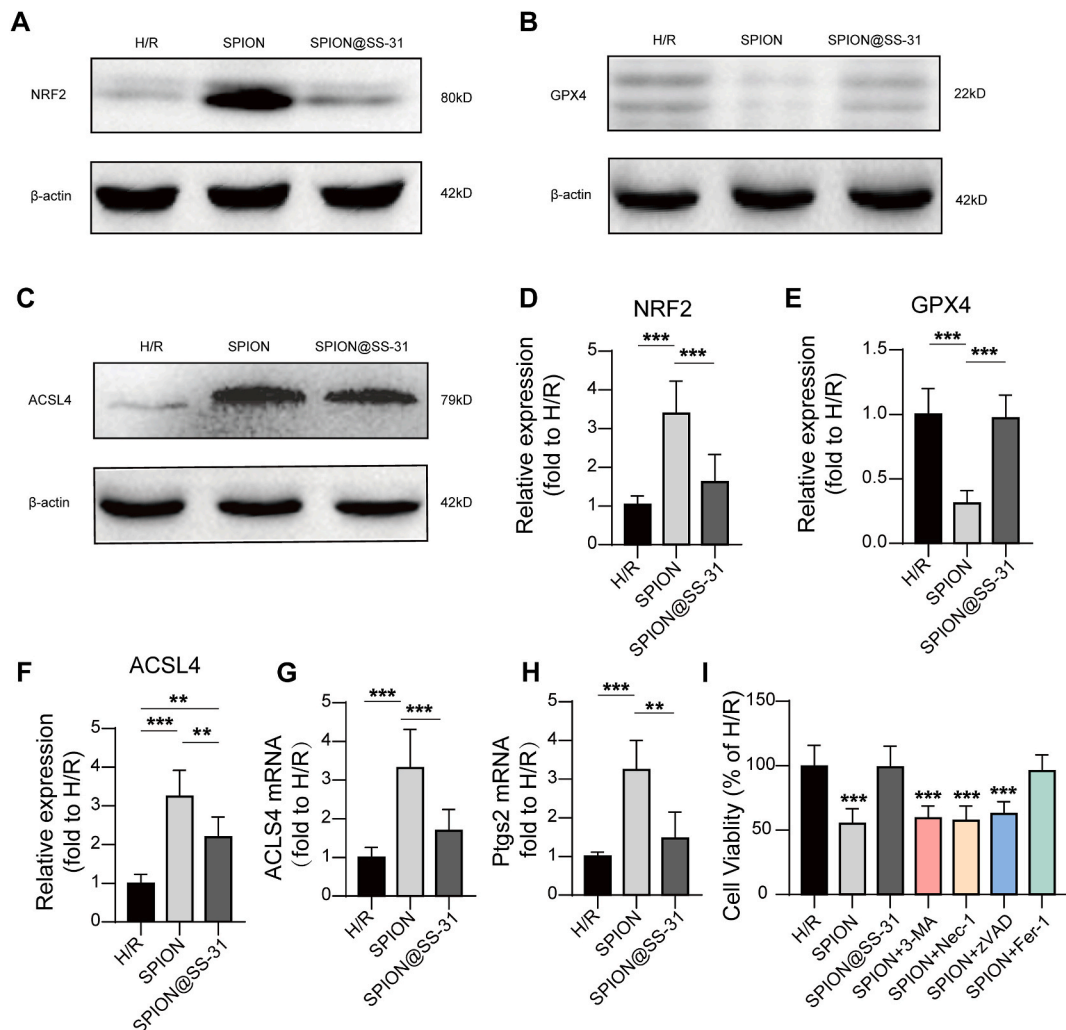 A
H/R SPION SPION@SS-31
NRF2 80kD
β-actin 42kD
B
H/R SPION SPION@SS-31
GPX4 22kD
β-actin 42kD
C
H/R SPION SPION@SS-31
ACSL4 79kD
β-actin 42kD
D
NRF2
Relative expression
(fold to H/R)
5
4
3
2
1
0
*** ***
H/R
SPION
SPION@SS-31
E
GPX4
Relative expression
(fold to H/R)
1.5
1.0
0.5
0.0
*** ***
H/R
SPION
SPION@SS-31
F
ACSL4
Relative expression
(fold to H/R)
5
4
3
2
1
0
**
*** **
H/R
SPION
SPION@SS-31
G
ACLS4 mRNA
(fold to H/R)
5
4
3
2
1
0
*** ***
H/R
SPION
SPION@SS-31
H
Ptgs2 mRNA
fold to H/R)
5
4
3
2
1
0
*** **
H/R
SPION
SPION@SS-31
I
Cell Viablity (% of H/R)
150
100
50
0
*** *** *** ***
H/R
SPION
SPION@SS-31
SPION+3-MA
SPION+Nec-1
SPION+zVAD
SPION+Fer-1